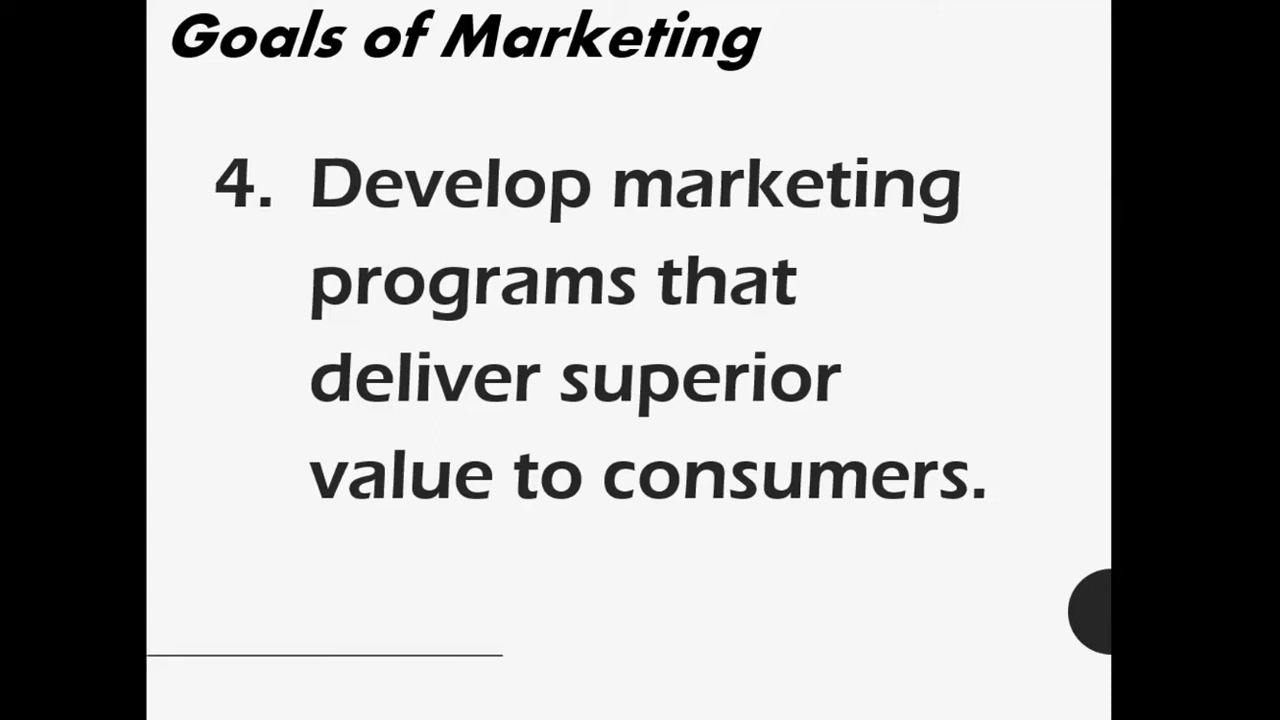 Goals of Marketing
4. Develop marketing
programs that
deliver superior
value to consumers.